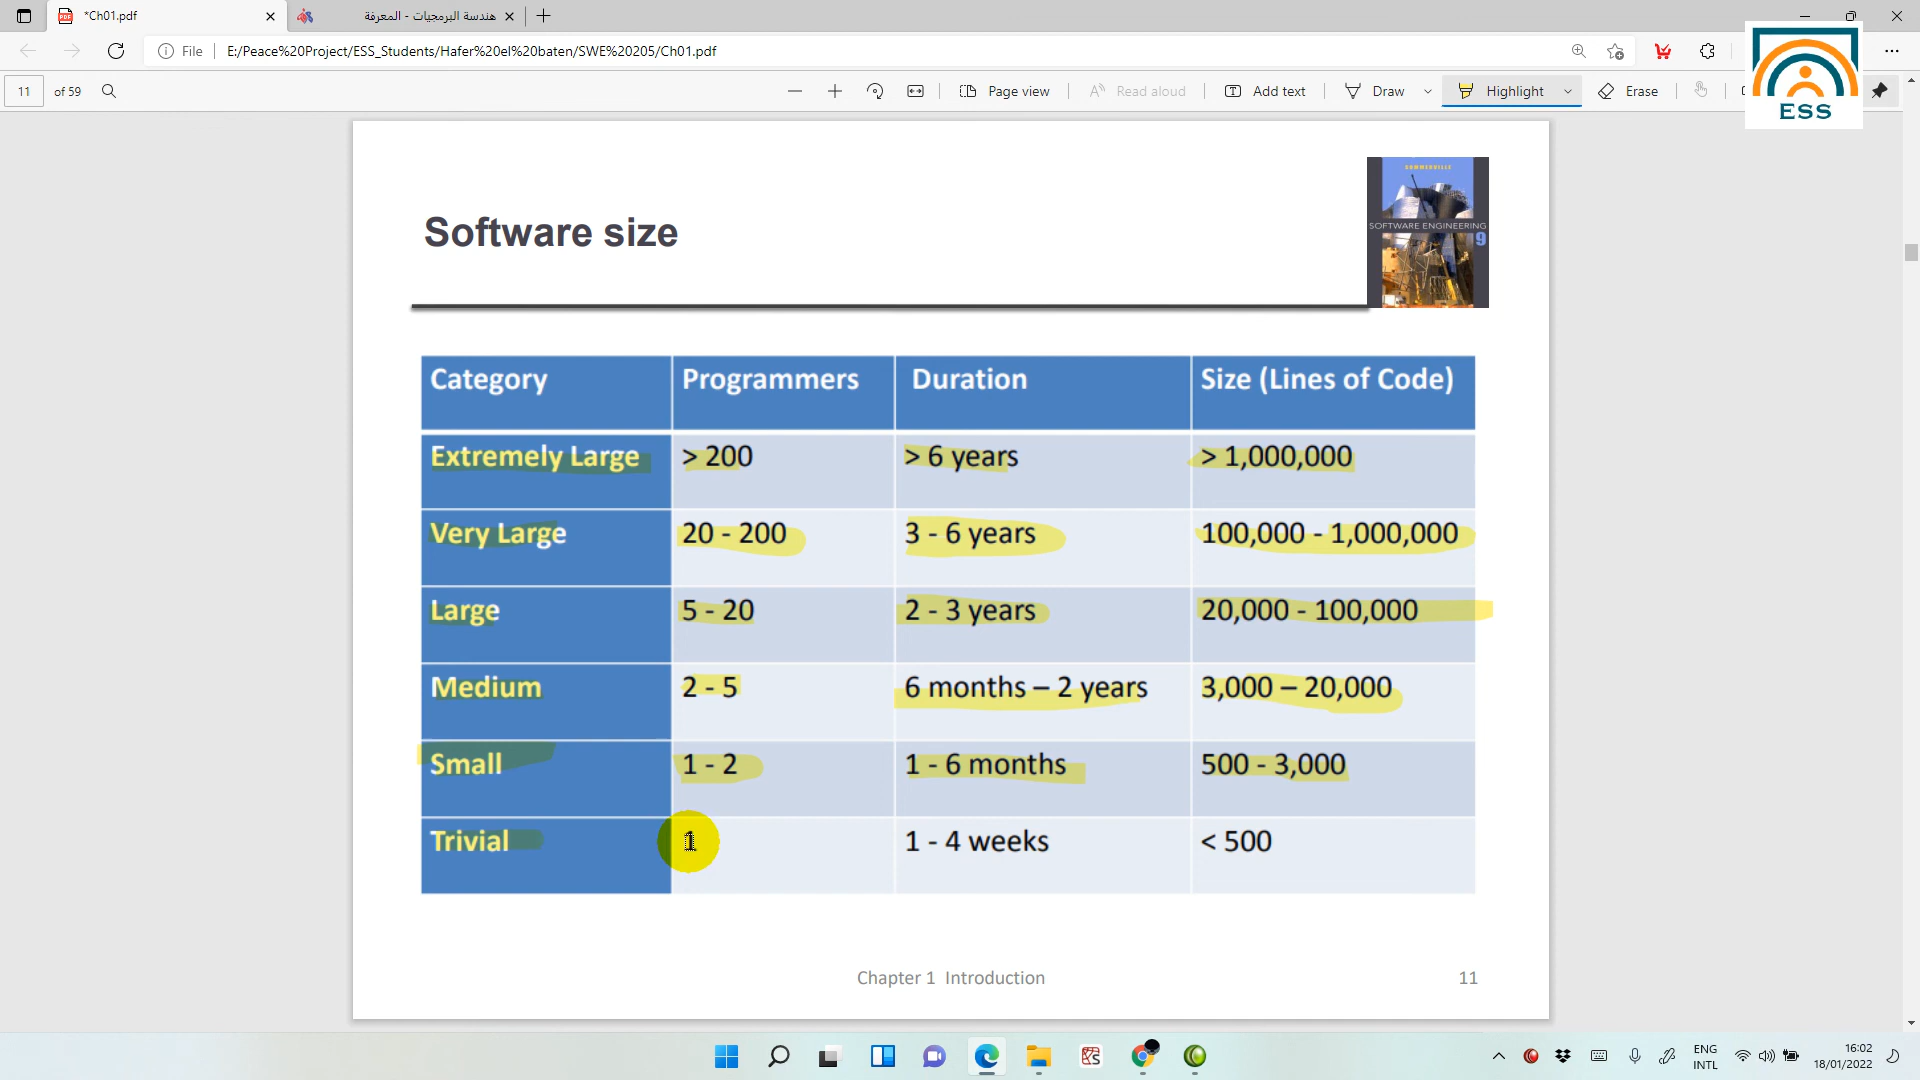 *Ch01.pdf
هندسة البرمجيات - المعرفة
File
E:/Peace%20Project/ESS_Students/Hafer%20el%20baten/SWE%20205/Ch01.pdf
11 of 59
Page view
Read aloud
Add text
Draw
Highlight
Erase
ESS
Software size
SOMMERVILLE
SOFTWARE ENGINEERING
9
Category Programmers Duration Size (Lines of Code)
Extremely Large > 200 > 6 years > 1,000,000
Very Large 20 - 200 3 - 6 years 100,000 - 1,000,000
Large 5 - 20 2 - 3 years 20,000 - 100,000
Medium 2 - 5 6 months – 2 years 3,000 – 20,000
Small 1 - 2 1 - 6 months 500 - 3,000
Trivial 1 1 - 4 weeks < 500
Chapter 1 Introduction 11
ENG
INTL
16:02
18/01/2022